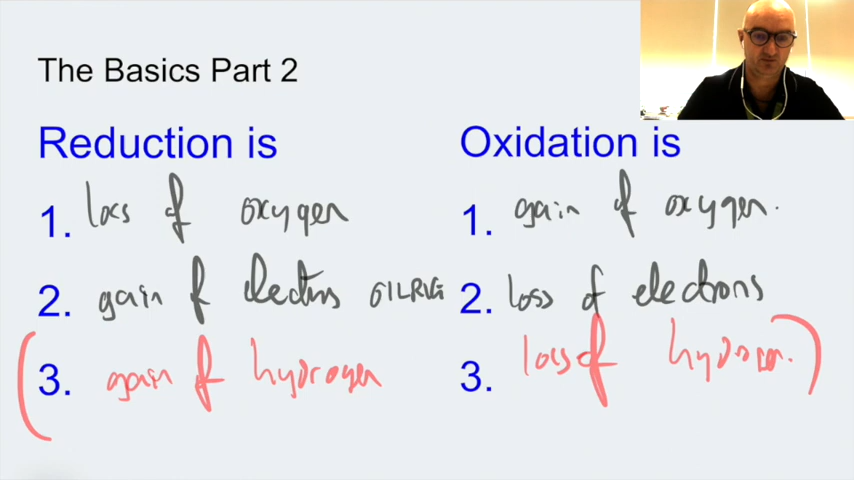 The Basics Part 2
Reduction is
1. loss of oxygen
2. gain of electrons OILRIG
3. gain of hydrogen
Oxidation is
1. gain of oxygen.
2. loss of electrons
3. loss of hydrogen.